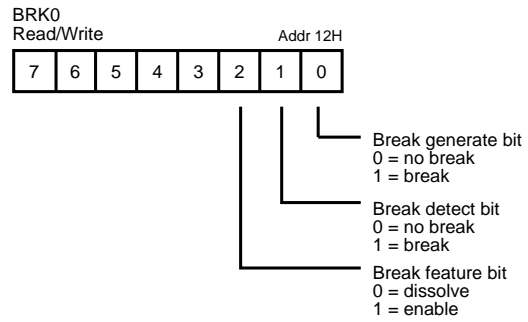 BRK0
Read/Write Addr 12H
7 6 5 4 3 2 1 0
Break generate bit
0 = no break
1 = break
Break detect bit
0 = no break
1 = break
Break feature bit
0 = dissolve
1 = enable